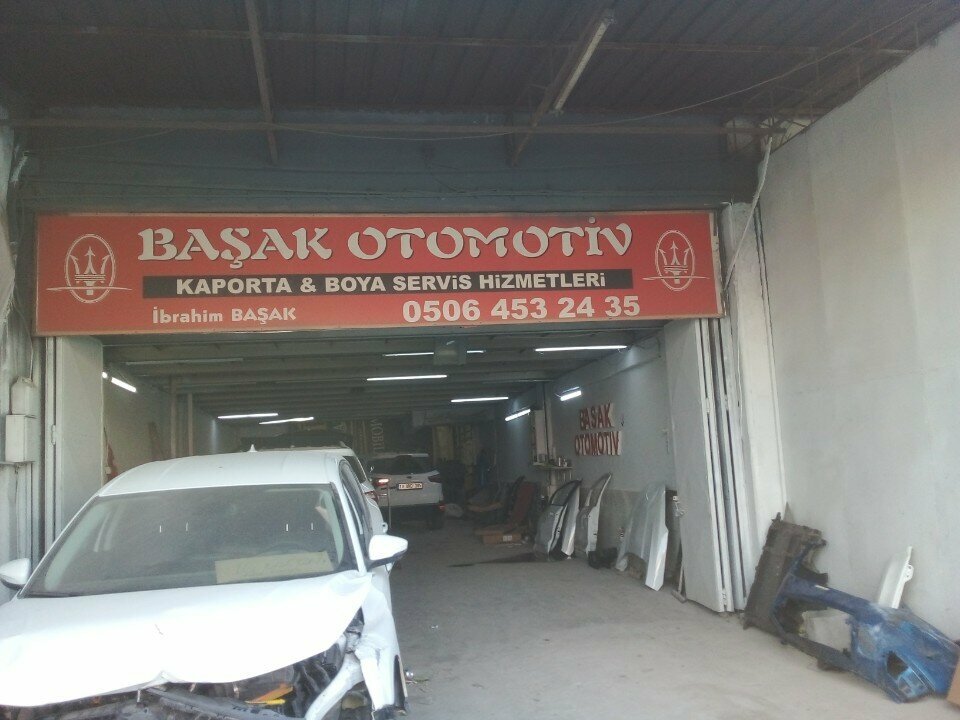 BAŞAK OTOMOTİV
KAPORTA & BOYA SERVİS HİZMETLERİ
İbrahim BAŞAK
0506 453 24 35
BAŞAK
OTOMOTİV